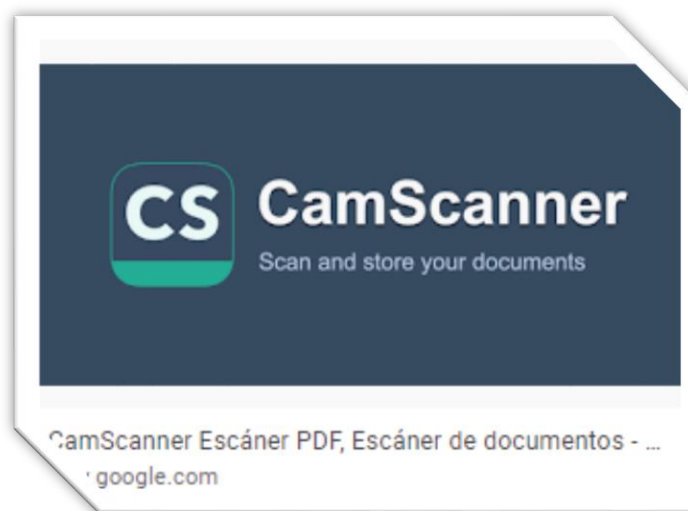 CS
CamScanner
Scan and store your documents
CamScanner Escáner PDF, Escáner de documentos - ...
google.com